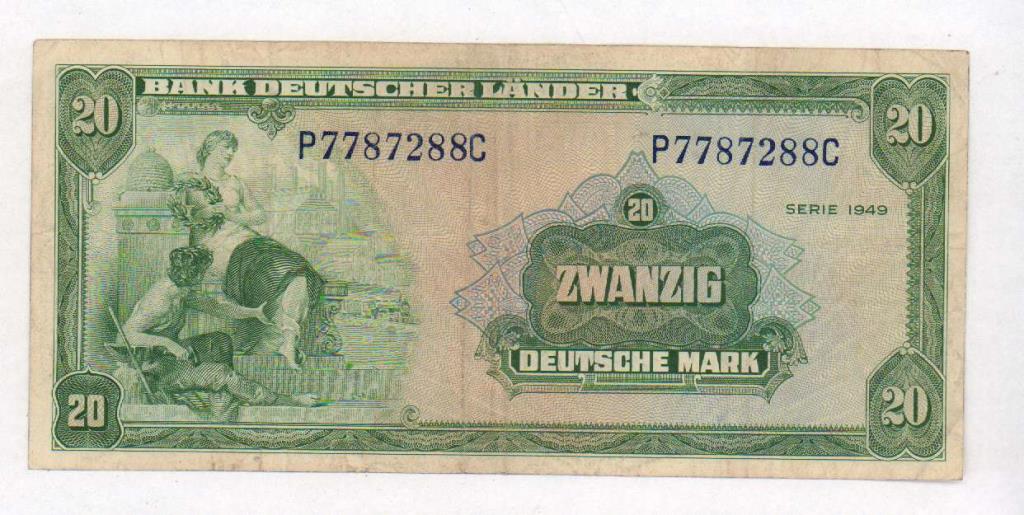 BANK DEUTSCHER LÄNDER
20
20
P7787288C
P7787288C
20
SERIE 1949
ZWANZIG
DEUTSCHE MARK
20
20